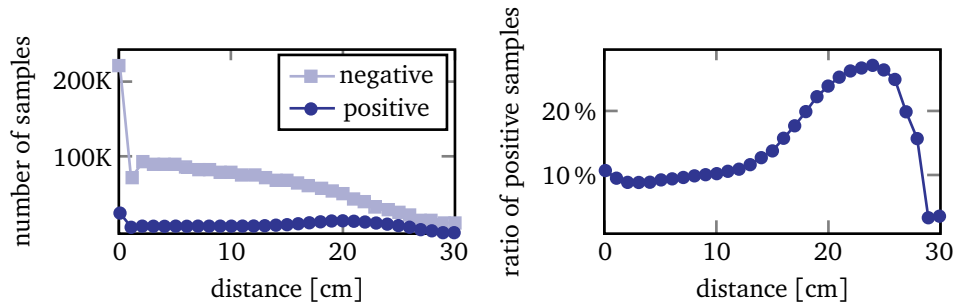 number of samples
200K
100K
negative
positive
0
10
20
30
distance [cm]
ratio of positive samples
20 %
10 %
0
10
20
30
distance [cm]